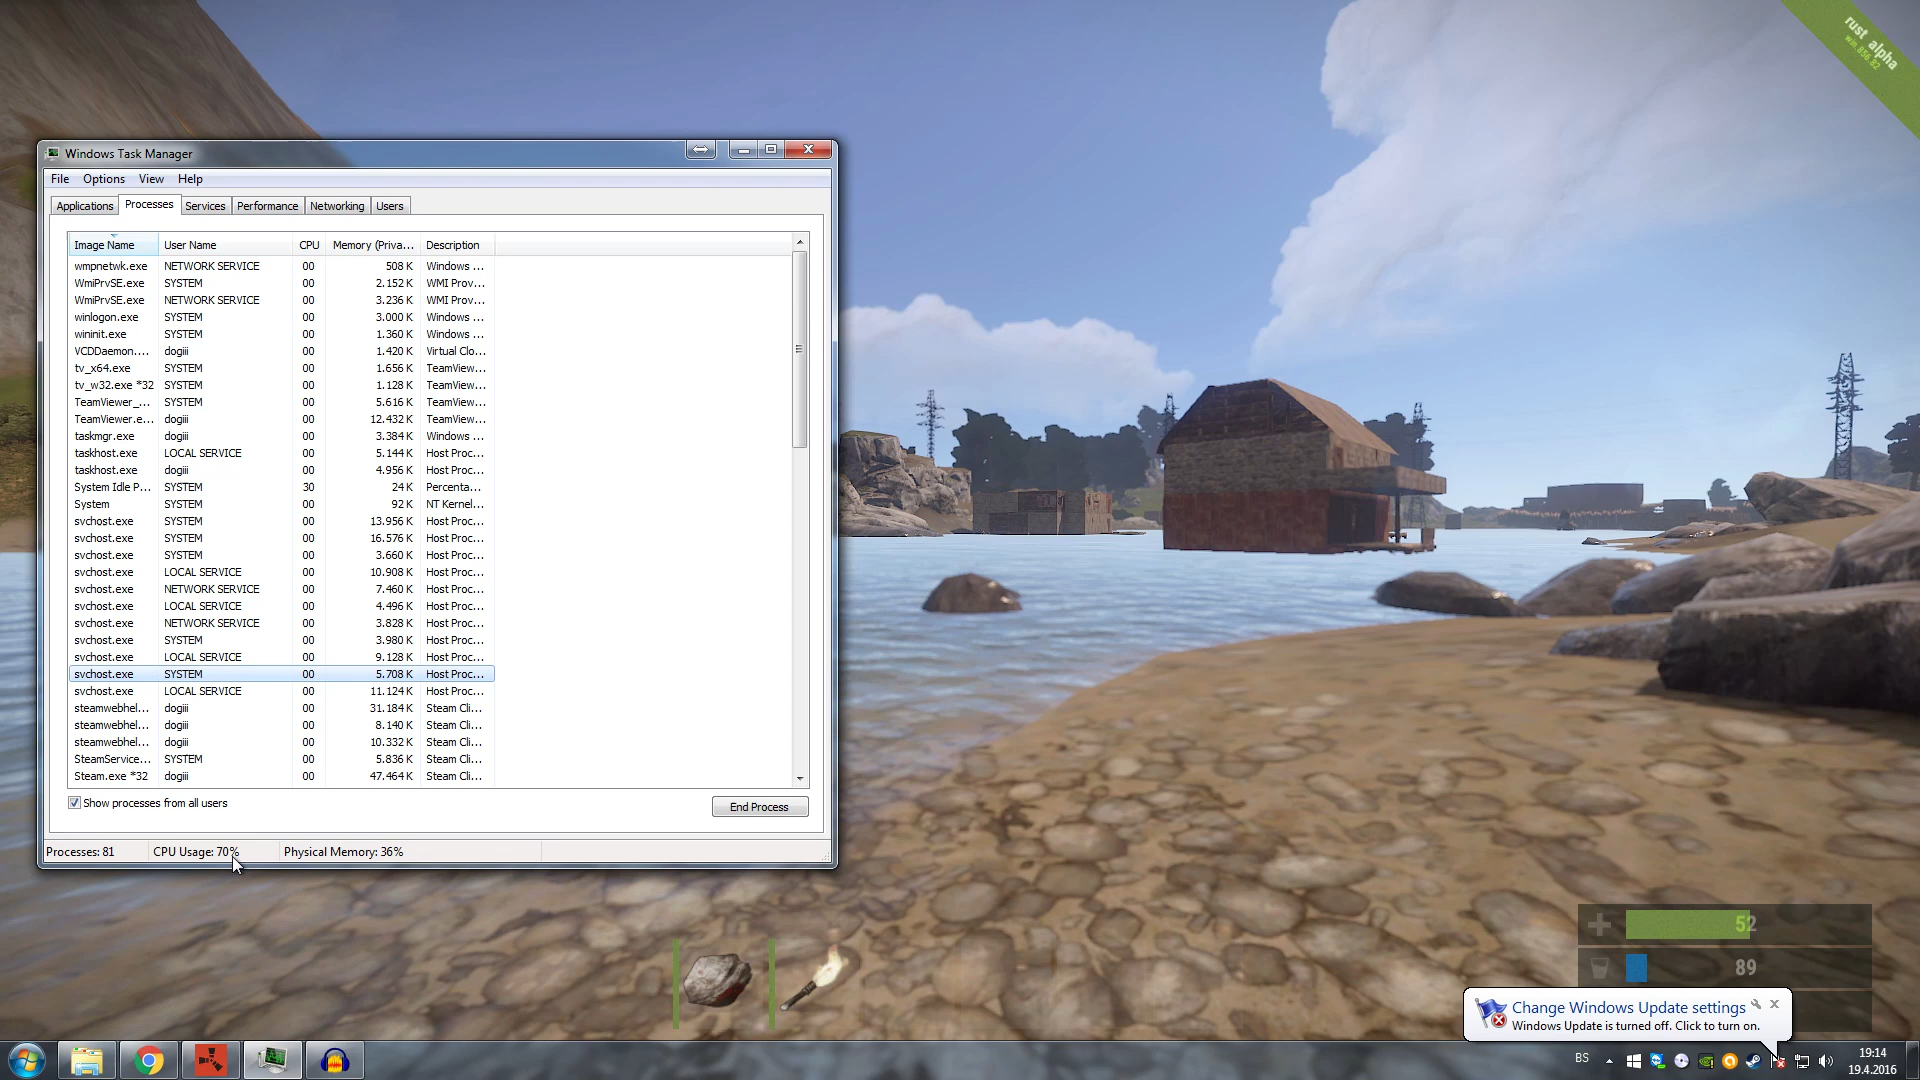 rust alpha
Windows Task Manager
File Options View Help
Applications Processes Services Performance Networking Users
Image Name User Name CPU Memory (Priva... Description
wmpnetwk.exe NETWORK SERVICE 00 508 K Windows ...
WmiPrvSE.exe SYSTEM 00 2.152 K WMI Prov...
WmiPrvSE.exe NETWORK SERVICE 00 3.236 K WMI Prov...
winlogon.exe SYSTEM 00 3.000 K Windows ...
wininit.exe SYSTEM 00 1.360 K Windows ...
VCDDaemon.... dogiii 00 1.420 K Virtual Clo...
tv_x64.exe SYSTEM 00 1.656 K TeamView...
tv_w32.exe *32 SYSTEM 00 1.128 K TeamView...
TeamViewer_... SYSTEM 00 5.616 K TeamView...
TeamViewer.e... dogiii 00 12.432 K TeamView...
taskmgr.exe dogiii 00 3.384 K Windows ...
taskhost.exe LOCAL SERVICE 00 5.144 K Host Proc...
taskhost.exe dogiii 00 4.956 K Host Proc...
System Idle P... SYSTEM 30 24 K Percenta...
System SYSTEM 00 92 K NT Kernel...
svchost.exe SYSTEM 00 13.956 K Host Proc...
svchost.exe SYSTEM 00 16.576 K Host Proc...
svchost.exe SYSTEM 00 3.660 K Host Proc...
svchost.exe LOCAL SERVICE 00 10.908 K Host Proc...
svchost.exe NETWORK SERVICE 00 7.460 K Host Proc...
svchost.exe LOCAL SERVICE 00 4.496 K Host Proc...
svchost.exe NETWORK SERVICE 00 3.828 K Host Proc...
svchost.exe SYSTEM 00 3.980 K Host Proc...
svchost.exe LOCAL SERVICE 00 9.128 K Host Proc...
svchost.exe SYSTEM 00 5.708 K Host Proc...
svchost.exe LOCAL SERVICE 00 11.124 K Host Proc...
steamwebhel... dogiii 00 31.184 K Steam Cli...
steamwebhel... dogiii 00 8.140 K Steam Cli...
steamwebhel... dogiii 00 10.332 K Steam Cli...
SteamService... SYSTEM 00 5.836 K Steam Cli...
Steam.exe *32 dogiii 00 47.464 K Steam Cli...
Show processes from all users End Process
Processes: 81 CPU Usage: 70% Physical Memory: 36%
52
89
Change Windows Update settings
Windows Update is turned off. Click to turn on.
BS
19:14
19.4.2016